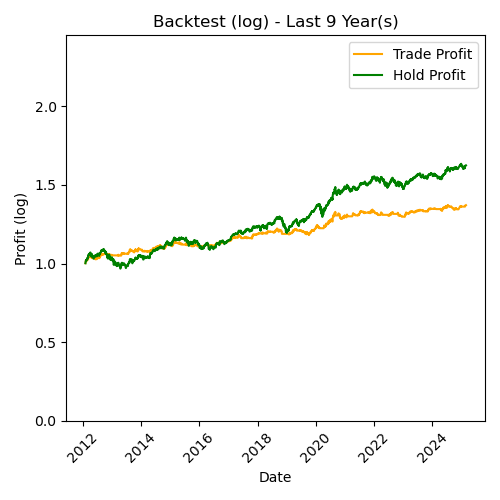 Backtest (log) - Last 9 Year(s)
Trade Profit
Hold Profit
Profit (log)
2.0
1.5
1.0
0.5
0.0
2012
2014
2016
2018
2020
2022
2024
Date